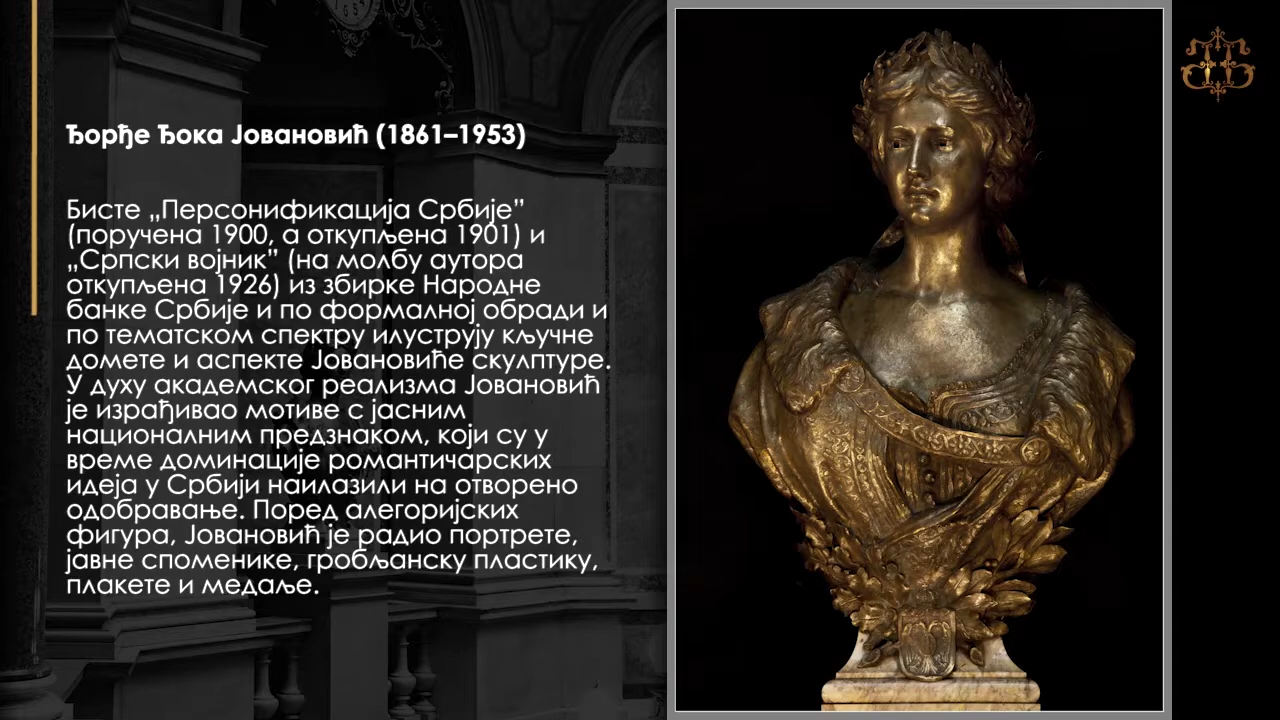 Ђорђе Ђока Јовановић (1861–1953)
Бисте „Персонификација Србије”
(поручена 1900, а откупљена 1901) и
„Српски војник” (на молбу аутора
откупљена 1926) из збирке Народне
банке Србије и по формалној обради и
по тематском спектру илуструју кључне
домете и аспекте Јовановиће скулптуре.
У духу академског реализма Јовановић
је израђивао мотиве с јасним
националним предзнаком, који су у
време доминације романтичарских
идеја у Србији наилазили на отворено
одобравање. Поред алегоријских
фигура, Јовановић је радио портрете,
јавне споменике, гробљанску пластику,
плакете и медаље.